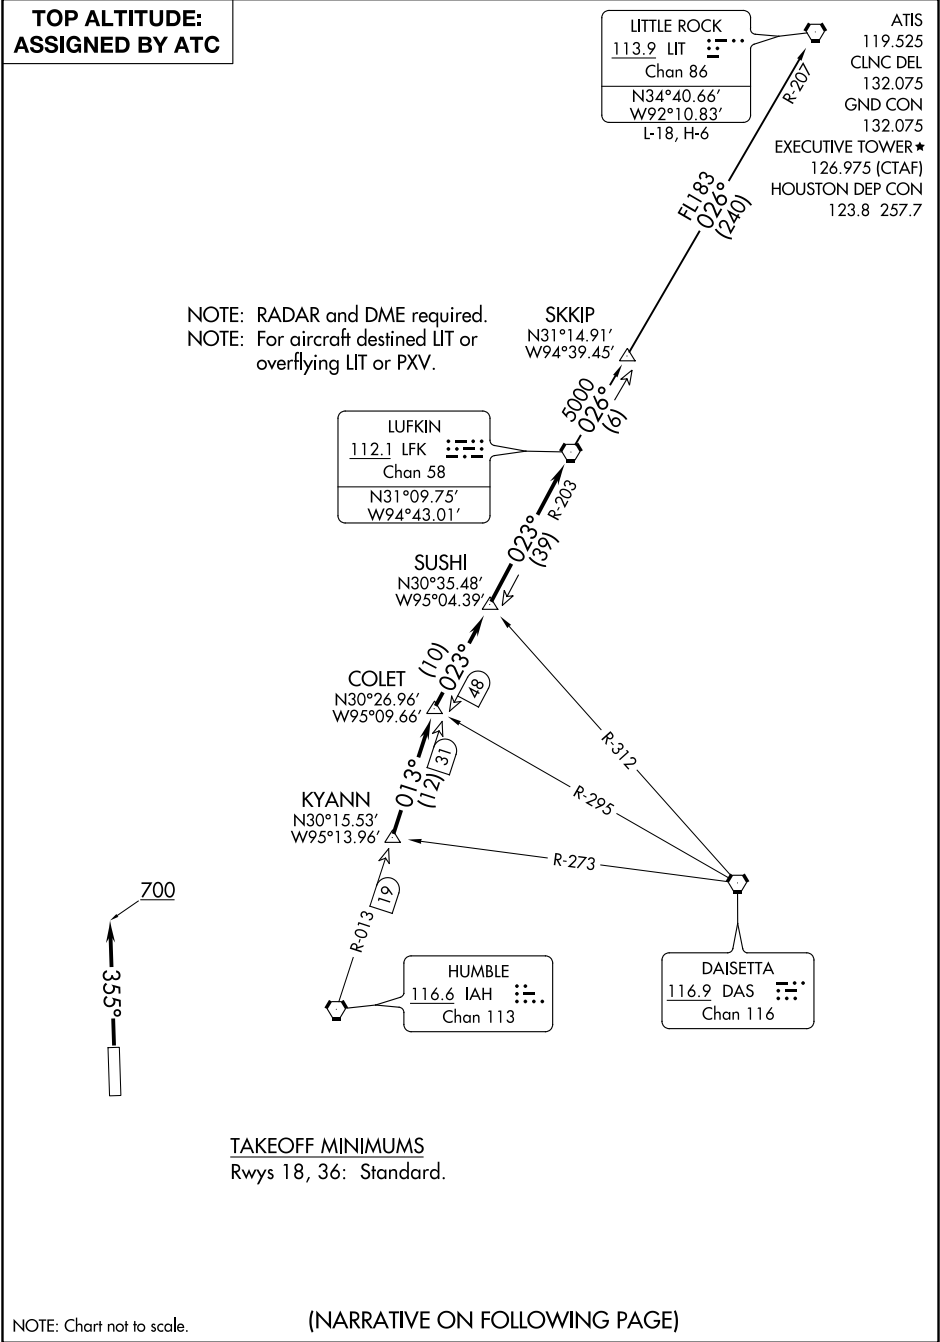 TOP ALTITUDE:
ASSIGNED BY ATC
LITTLE ROCK
113.9 LIT
Chan 86
N34°40.66'
W92°10.83'
L-18, H-6
ATIS
119.525
CLNC DEL
132.075
GND CON
132.075
EXECUTIVE TOWER★
126.975 (CTAF)
HOUSTON DEP CON
123.8 257.7
R-207
FL183
026°
(240)
NOTE: RADAR and DME required.
NOTE: For aircraft destined LIT or
overflying LIT or PXV.
SKKIP
N31°14.91'
W94°39.45'
5000
026°
(6)
LUFKIN
112.1 LFK
Chan 58
N31°09.75'
W94°43.01'
R-203
023°
(39)
SUSHI
N30°35.48'
W95°04.39'
(10)
023°
48
COLET
N30°26.96'
W95°09.66'
R-312
31
013°
(12)
R-295
KYANN
N30°15.53'
W95°13.96'
R-273
19
R-013
700
355°
HUMBLE
116.6 IAH
Chan 113
DAISETTA
116.9 DAS
Chan 116
TAKEOFF MINIMUMS
Rwys 18, 36: Standard.
NOTE: Chart not to scale.
(NARRATIVE ON FOLLOWING PAGE)